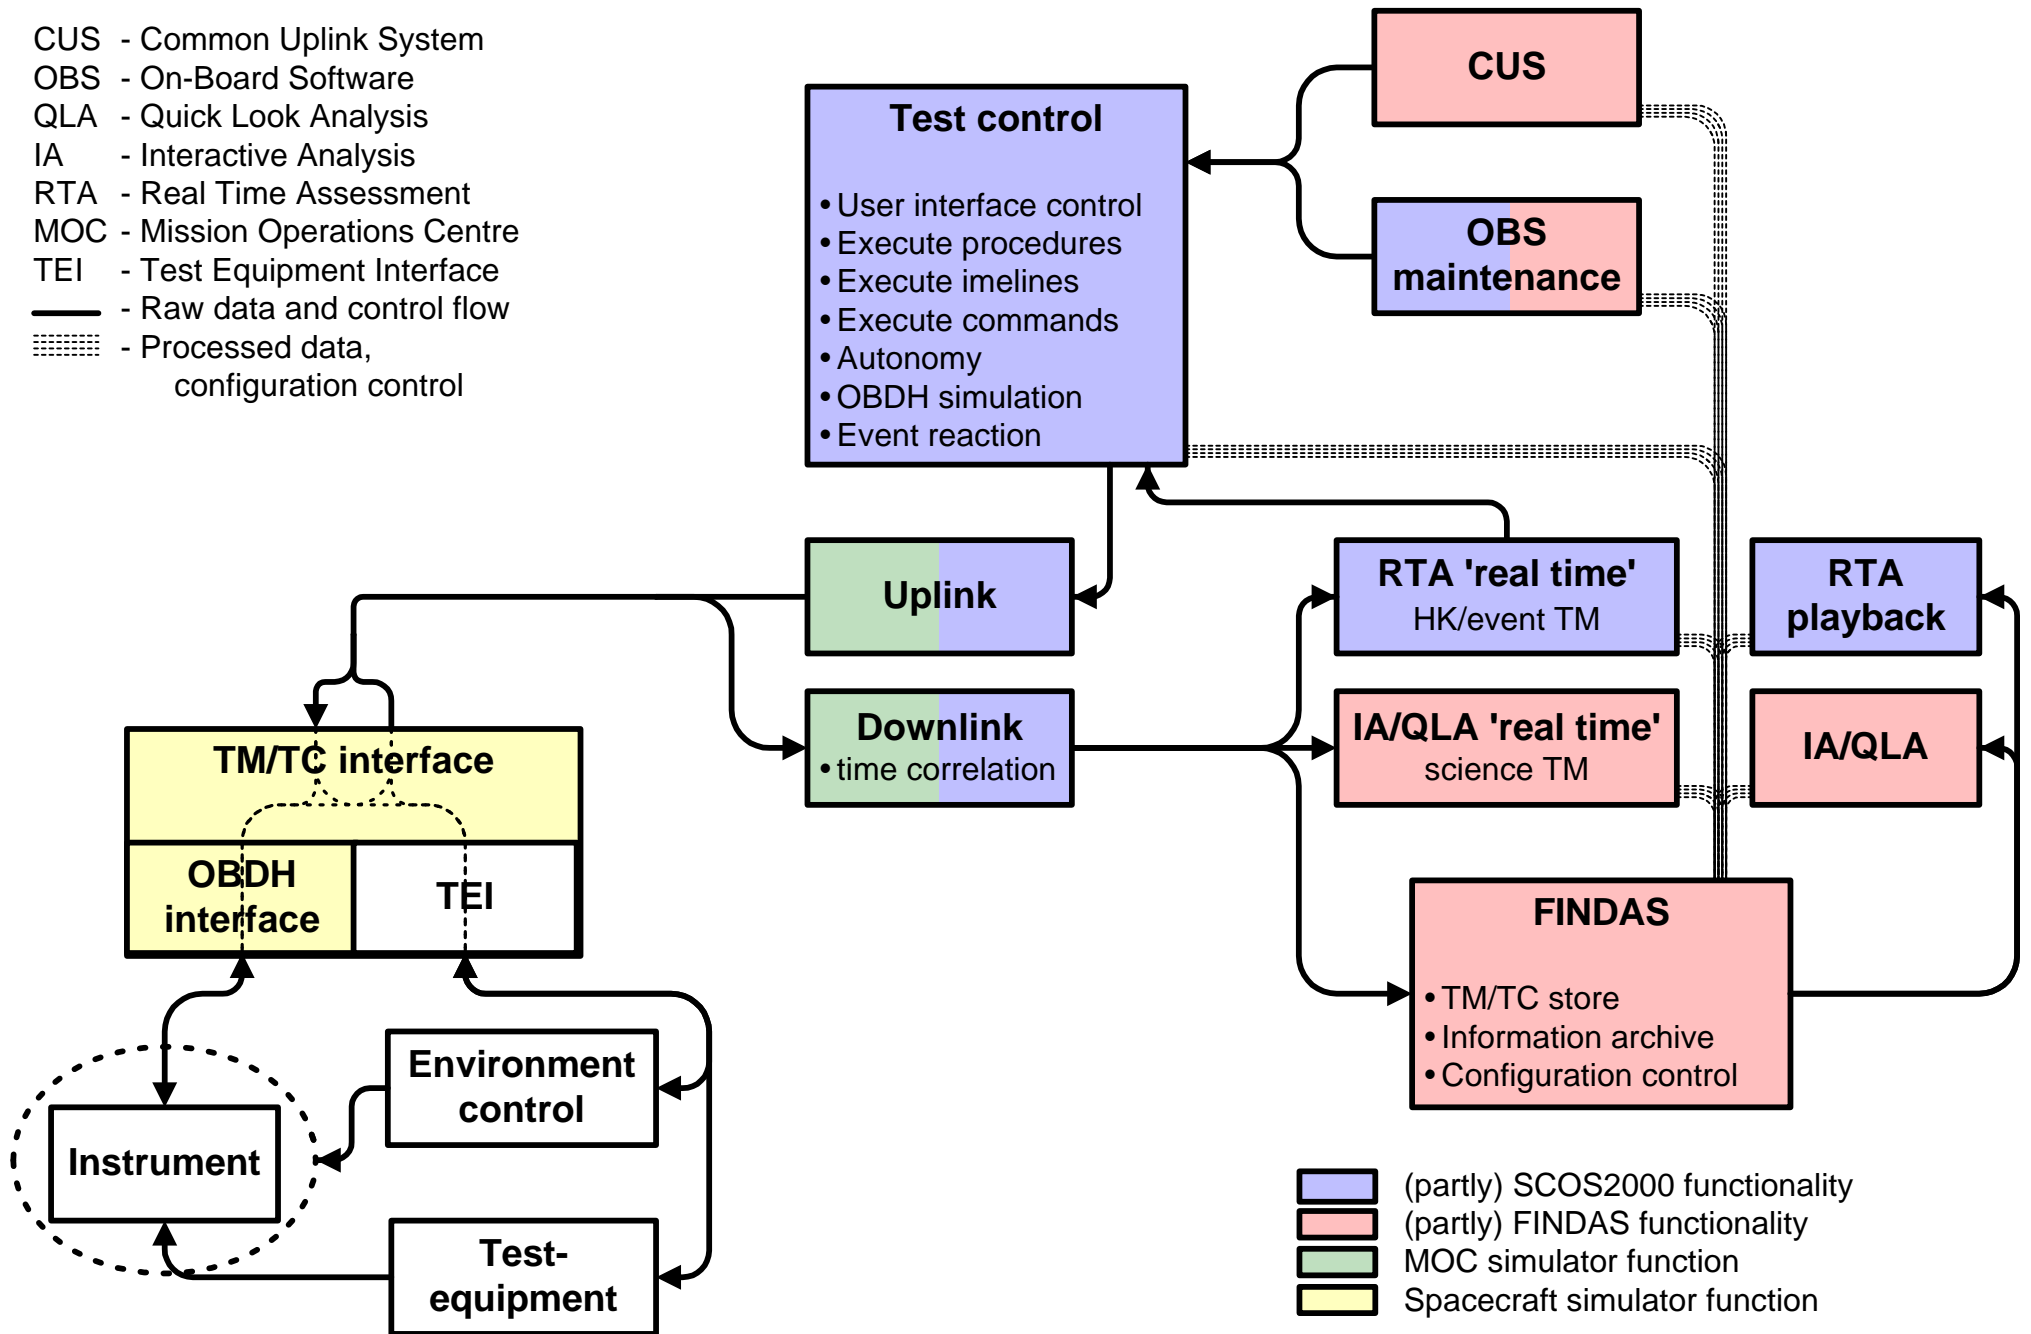 CUS - Common Uplink System
OBS - On-Board Software
QLA - Quick Look Analysis
IA - Interactive Analysis
RTA - Real Time Assessment
MOC - Mission Operations Centre
TEI - Test Equipment Interface
- Raw data and control flow
- Processed data,
configuration control
Test control
• User interface control
• Execute procedures
• Execute imelines
• Execute commands
• Autonomy
• OBDH simulation
• Event reaction
CUS
OBS
maintenance
Uplink
Downlink
• time correlation
RTA 'real time'
HK/event TM
RTA
playback
IA/QLA 'real time'
science TM
IA/QLA
TM/TC interface
OBDH
interface
TEI
FINDAS
• TM/TC store
• Information archive
• Configuration control
Environment
control
Instrument
Test-
equipment
(partly) SCOS2000 functionality
(partly) FINDAS functionality
MOC simulator function
Spacecraft simulator function